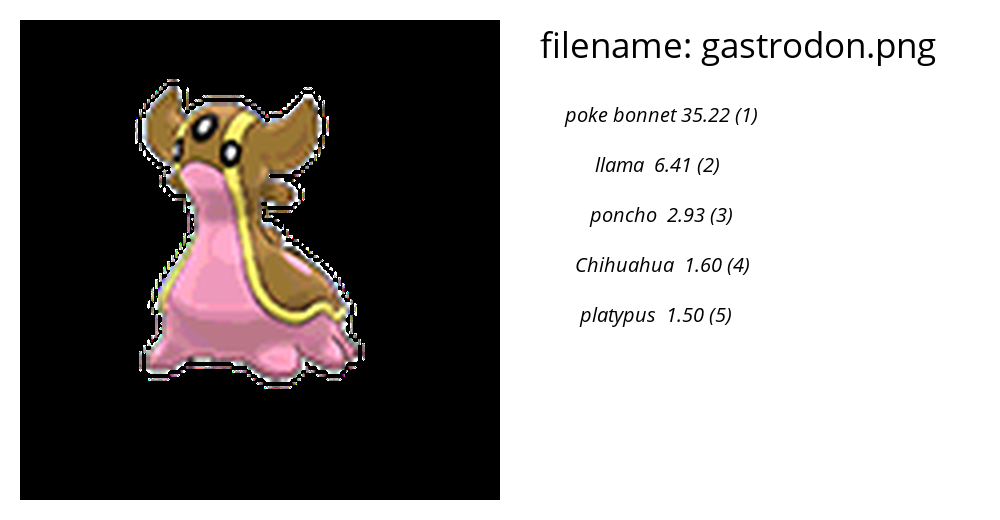 filename: gastrodon.png
poke bonnet 35.22 (1)
llama 6.41 (2)
poncho 2.93 (3)
Chihuahua 1.60 (4)
platypus 1.50 (5)